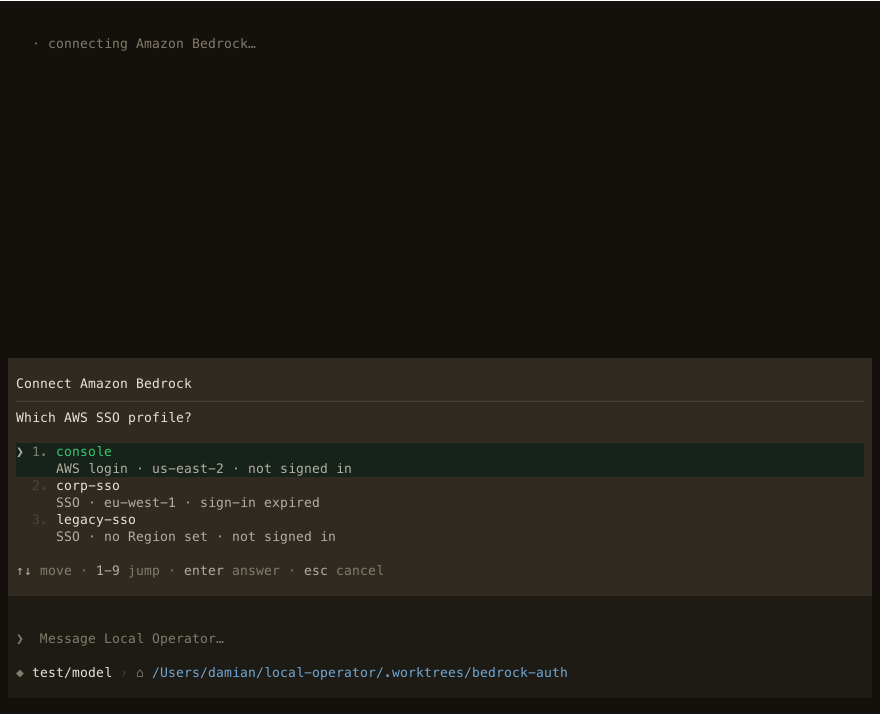 · connecting Amazon Bedrock…
Connect Amazon Bedrock
Which AWS SSO profile?
❯ 1. console
AWS login · us-east-2 · not signed in
2. corp-sso
SSO · eu-west-1 · sign-in expired
3. legacy-sso
SSO · no Region set · not signed in
↑↓ move · 1-9 jump · enter answer · esc cancel
❯ Message Local Operator…
◆ test/model › ⌂ /Users/damian/local-operator/.worktrees/bedrock-auth